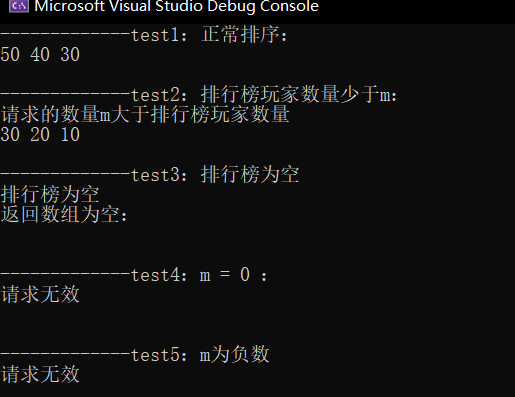 Microsoft Visual Studio Debug Console
-------------test1：正常排序：
50 40 30
-------------test2：排行榜玩家数量少于m：
请求的数量m大于排行榜玩家数量
30 20 10
-------------test3：排行榜为空
排行榜为空
返回数组为空：
-------------test4：m = 0 ：
请求无效
-------------test5：m为负数
请求无效